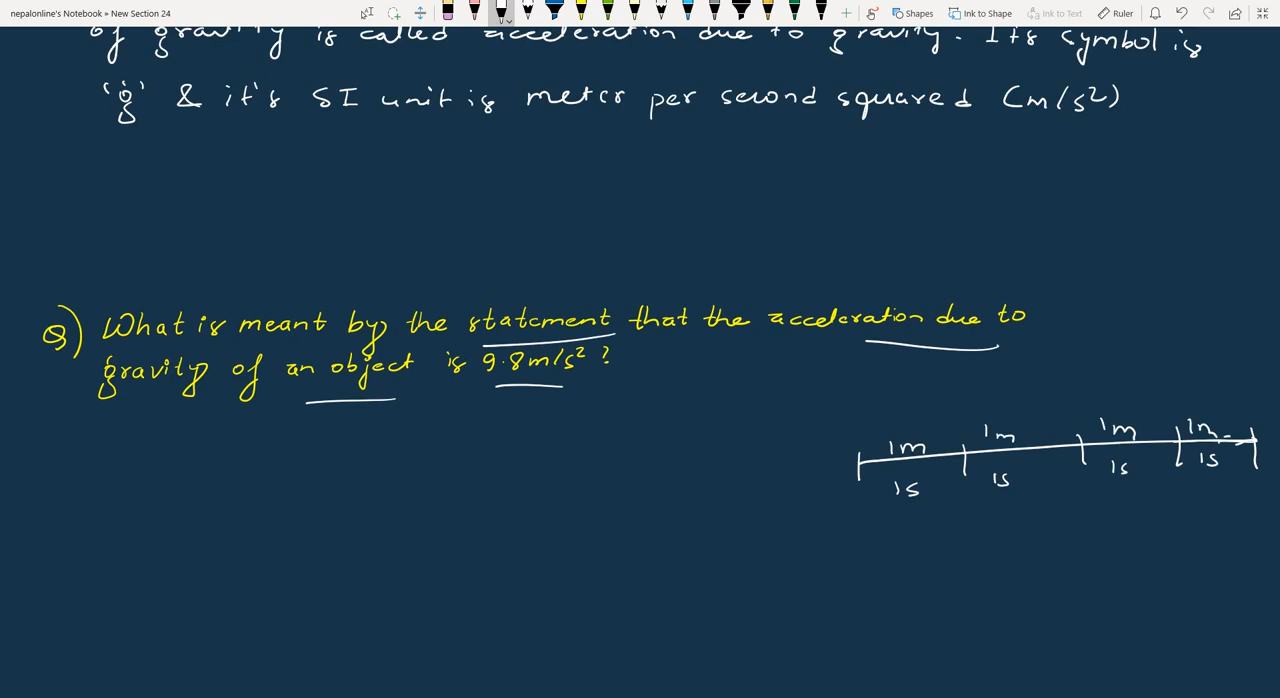 nepalonline's Notebook » New Section 24
Shapes Ink to Shape Ink to Text Ruler
of gravity is called acceleration due to gravity. Its symbol is
'g' & it's SI unit is meter per second squared (m/s²)
Q) What is meant by the statement that the acceleration due to
gravity of an object is 9.8m/s² ?
1m 1m 1m 1m
1s 1s 1s 1s